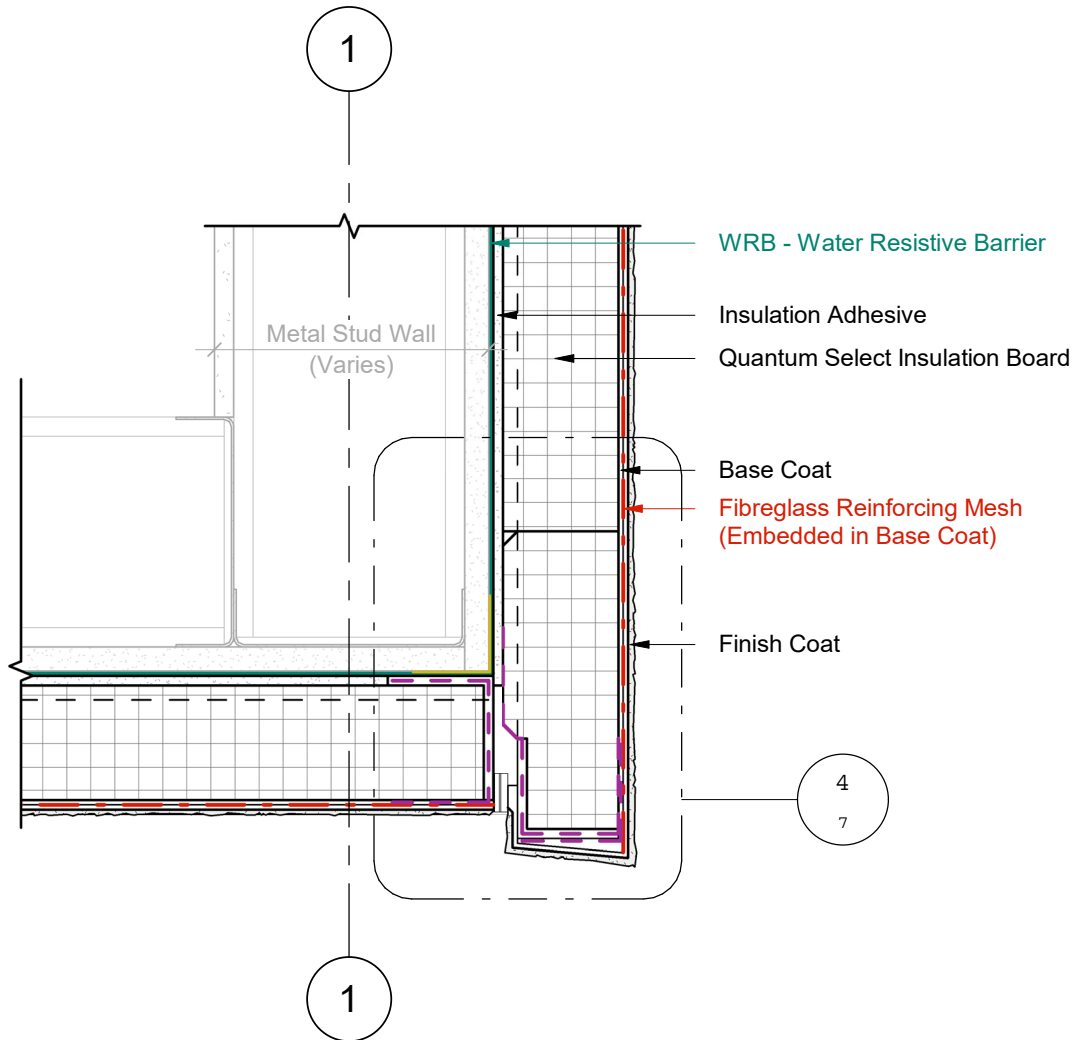 1
WRB - Water Resistive Barrier
Insulation Adhesive
Metal Stud Wall
(Varies)
Quantum Select Insulation Board
Base Coat
Fibreglass Reinforcing Mesh
(Embedded in Base Coat)
Finish Coat
4
7
1